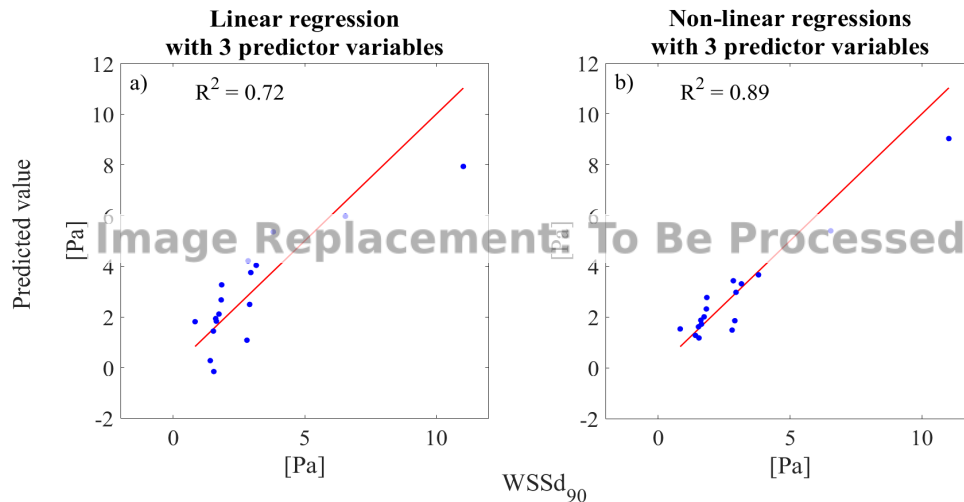 Linear regression
with 3 predictor variables
Non-linear regressions
with 3 predictor variables
a)
R² = 0.72
b)
R² = 0.89
12
10
8
6
4
2
0
-2
12
10
8
6
4
2
0
-2
Predicted value
[Pa]
[Pa]
Image Replacement To Be Processed
0
5
10
0
5
10
[Pa]
[Pa]
WSSd₉₀